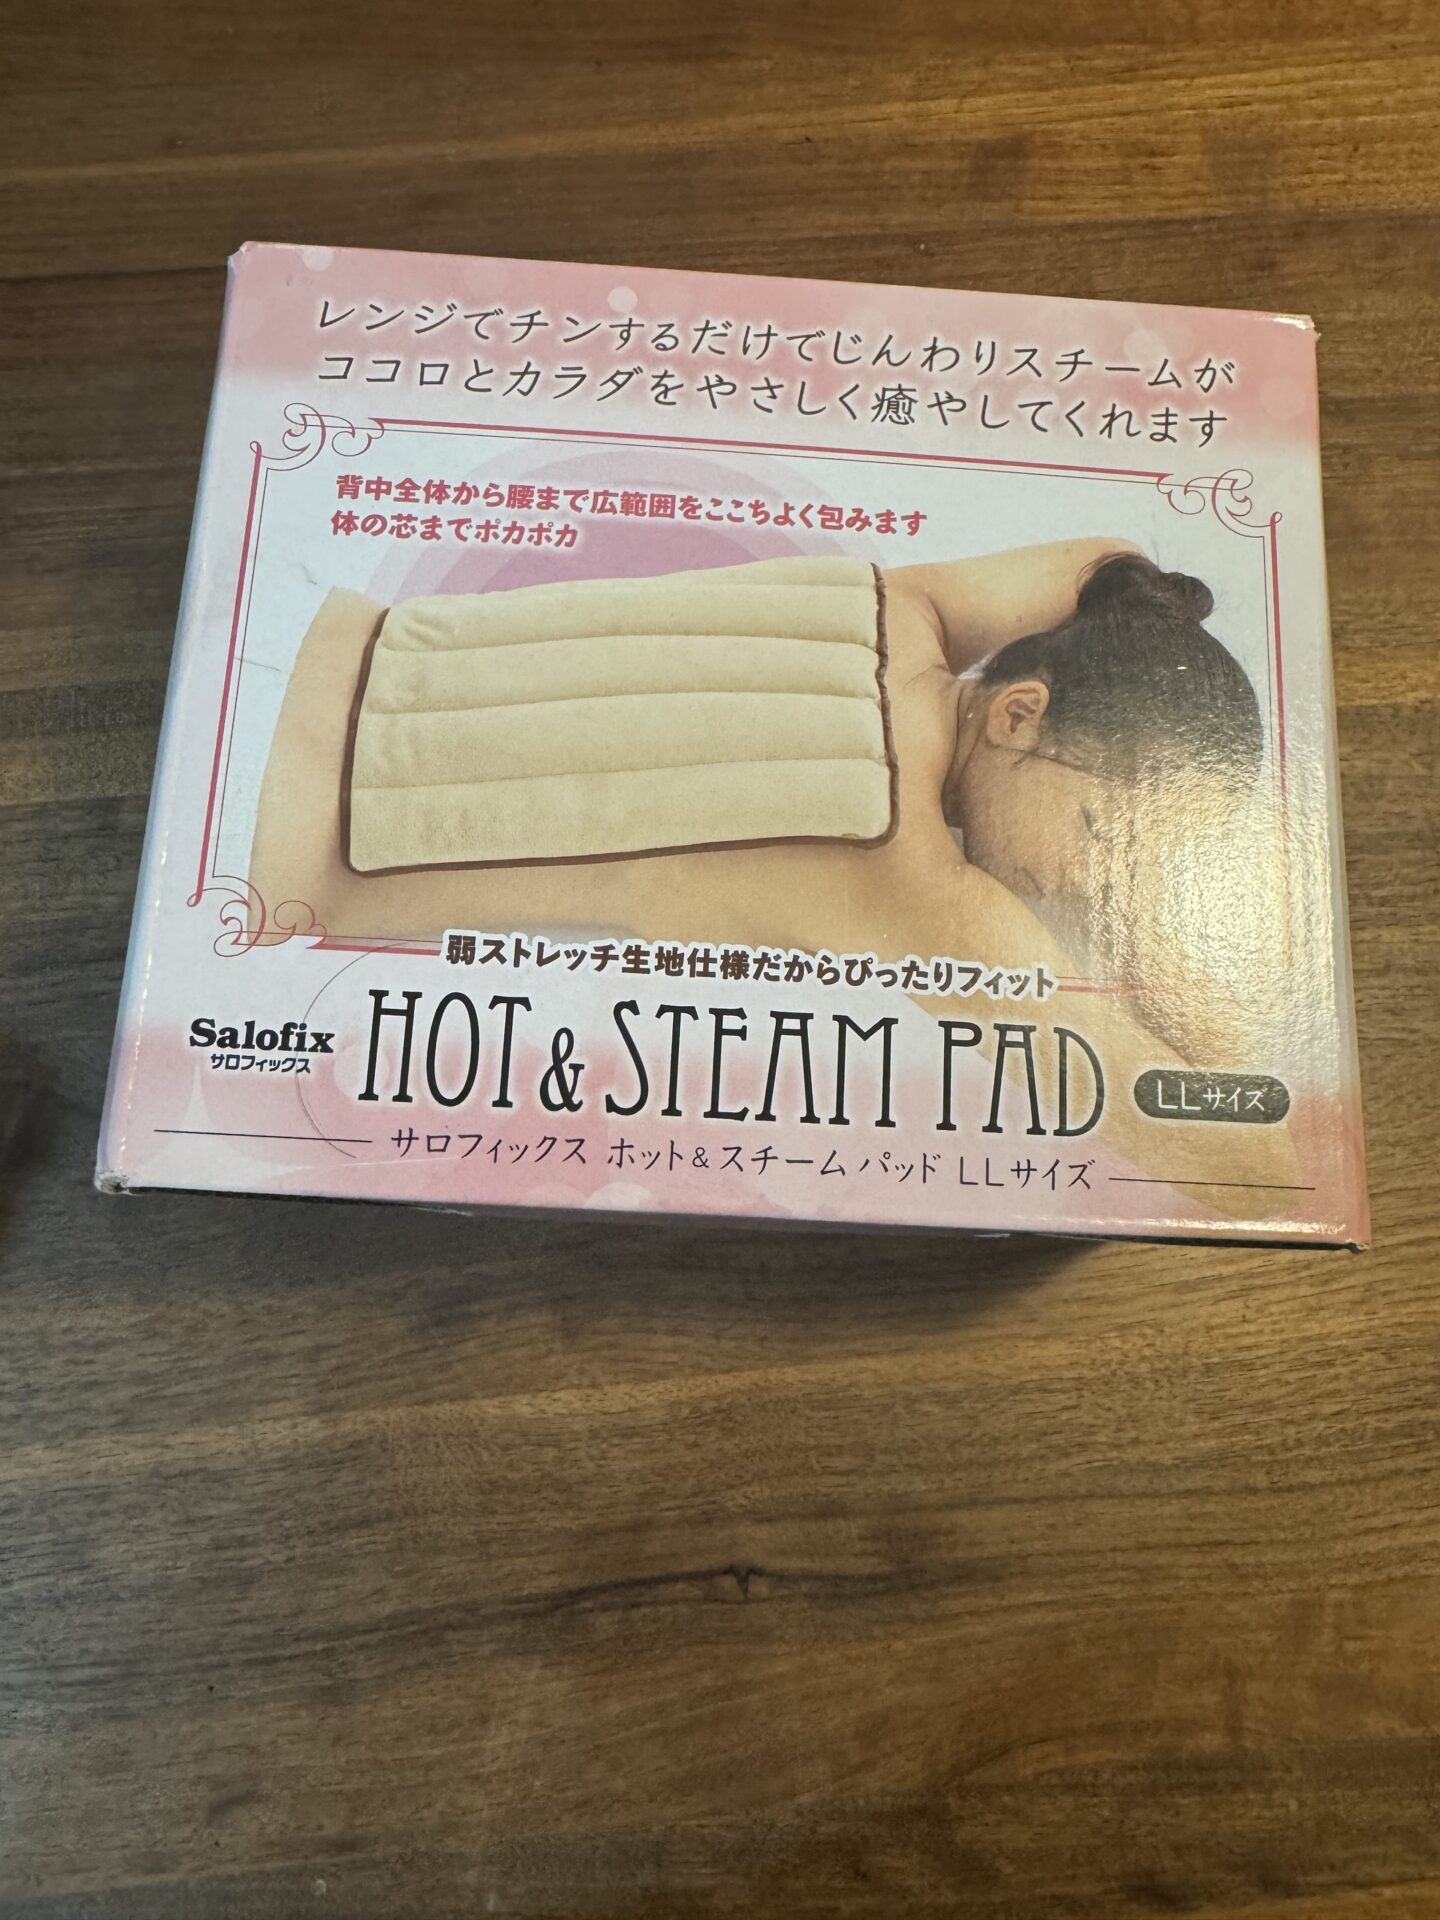 レンジでチンするだけでじんわりスチームが
ココロとカラダをやさしく癒やしてくれます
背中全体から腰まで広範囲をここちよく包みます
体の芯までポカポカ
弱ストレッチ生地仕様だからぴったりフィット
Salofix
サロフィックス
HOT & STEAM PAD
LLサイズ
サロフィックス ホット&スチーム パッド LLサイズ